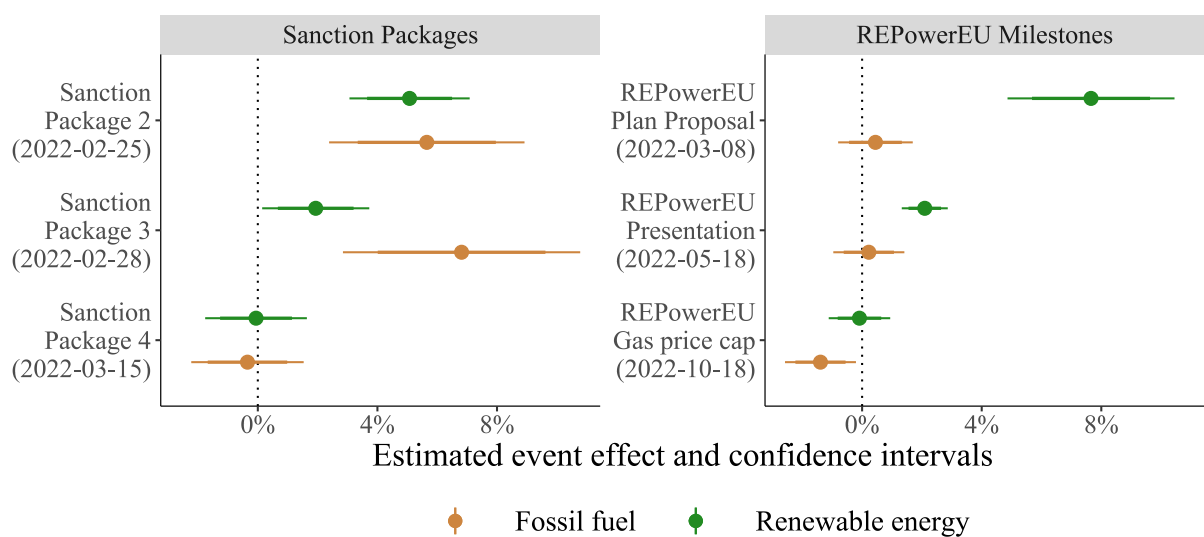 Sanction Packages
Sanction
Package 2
(2022-02-25)
Sanction
Package 3
(2022-02-28)
Sanction
Package 4
(2022-03-15)
0%
4%
8%
REPowerEU Milestones
REPowerEU
Plan Proposal
(2022-03-08)
REPowerEU
Presentation
(2022-05-18)
REPowerEU
Gas price cap
(2022-10-18)
0%
4%
8%
Estimated event effect and confidence intervals
Fossil fuel
Renewable energy